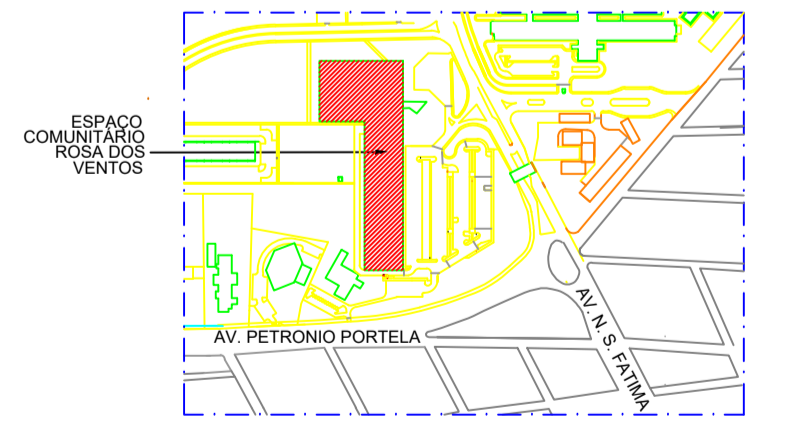 ESPAÇO
COMUNITÁRIO
ROSA DOS
VENTOS
AV. PETRONIO PORTELA
AV. N. S. FATIMA